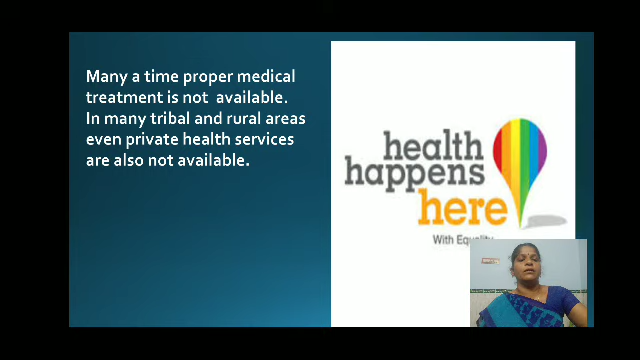 Many a time proper medical
treatment is not available.
In many tribal and rural areas
even private health services
are also not available.
health
happens
here
With Equality